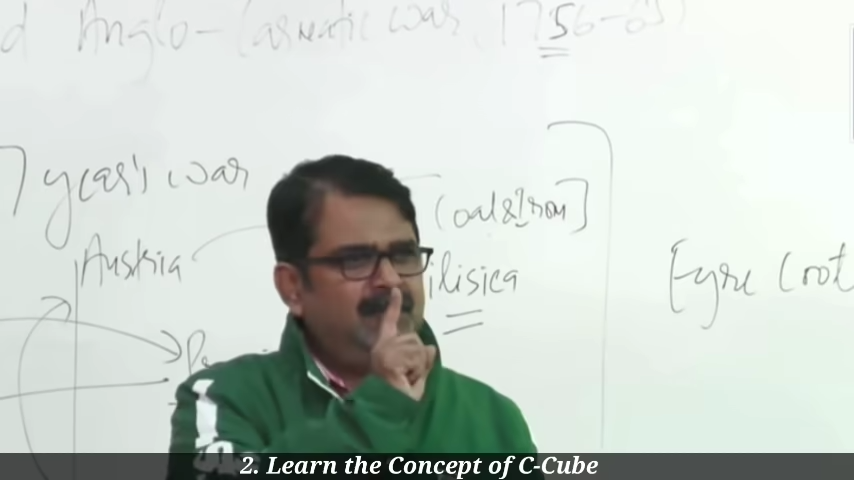 d Anglo-Carnatic war, 1756-63
7 year's war
[Coal & Iron]
Austria
ilisica
[Eyre Coot
2. Learn the Concept of C-Cube